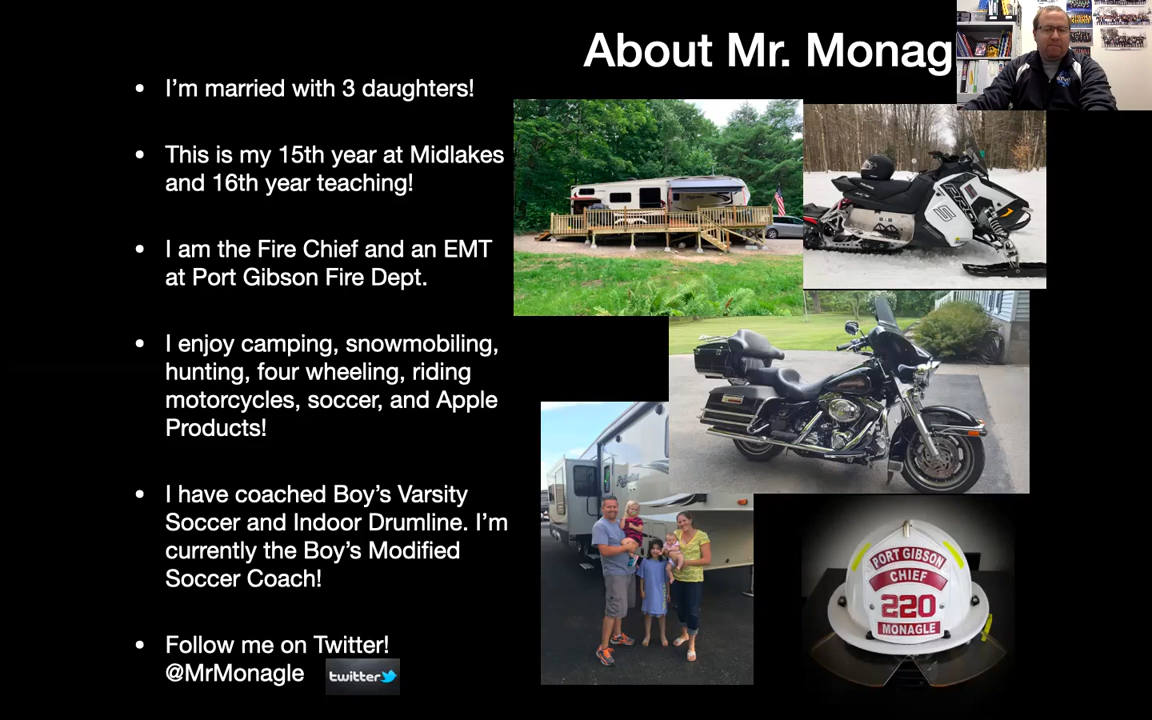 About Mr. Monag
• I’m married with 3 daughters!
• This is my 15th year at Midlakes
and 16th year teaching!
• I am the Fire Chief and an EMT
at Port Gibson Fire Dept.
• I enjoy camping, snowmobiling,
hunting, four wheeling, riding
motorcycles, soccer, and Apple
Products!
• I have coached Boy’s Varsity
Soccer and Indoor Drumline. I’m
currently the Boy’s Modified
Soccer Coach!
• Follow me on Twitter!
@MrMonagle
twitter
PRO
S
PORT GIBSON
CHIEF
220
MONAGLE